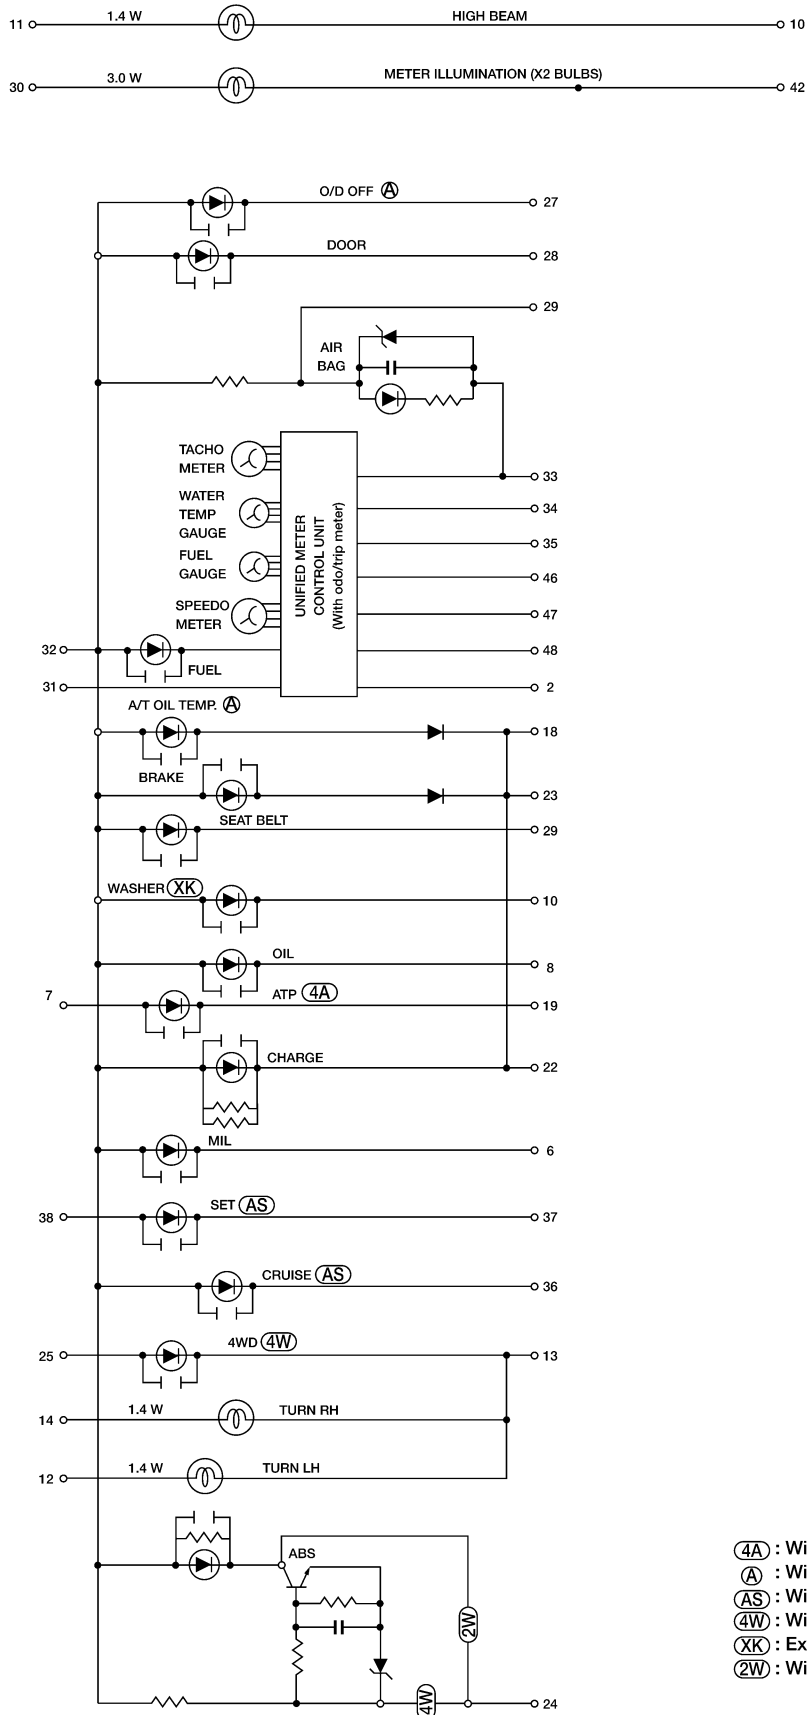 11 1.4 W HIGH BEAM 10
30 3.0 W METER ILLUMINATION (X2 BULBS) 42
O/D OFF A 27
DOOR 28
29
AIR
BAG
TACHO
METER
33
WATER
TEMP
GAUGE
34
FUEL
GAUGE
35
46
SPEEDO
METER
47
UNIFIED METER
CONTROL UNIT
(With odo/trip meter)
32 FUEL 48
31 2
A/T OIL TEMP. A 18
BRAKE 23
SEAT BELT 29
WASHER XK 10
OIL 8
7 ATP 4A 19
CHARGE 22
MIL 6
38 SET AS 37
CRUISE AS 36
25 4WD 4W 13
14 1.4 W TURN RH
12 1.4 W TURN LH
ABS
2W
4W 24
4A : Wi
A : Wi
AS : Wi
4W : Wi
XK : Ex
2W : Wi